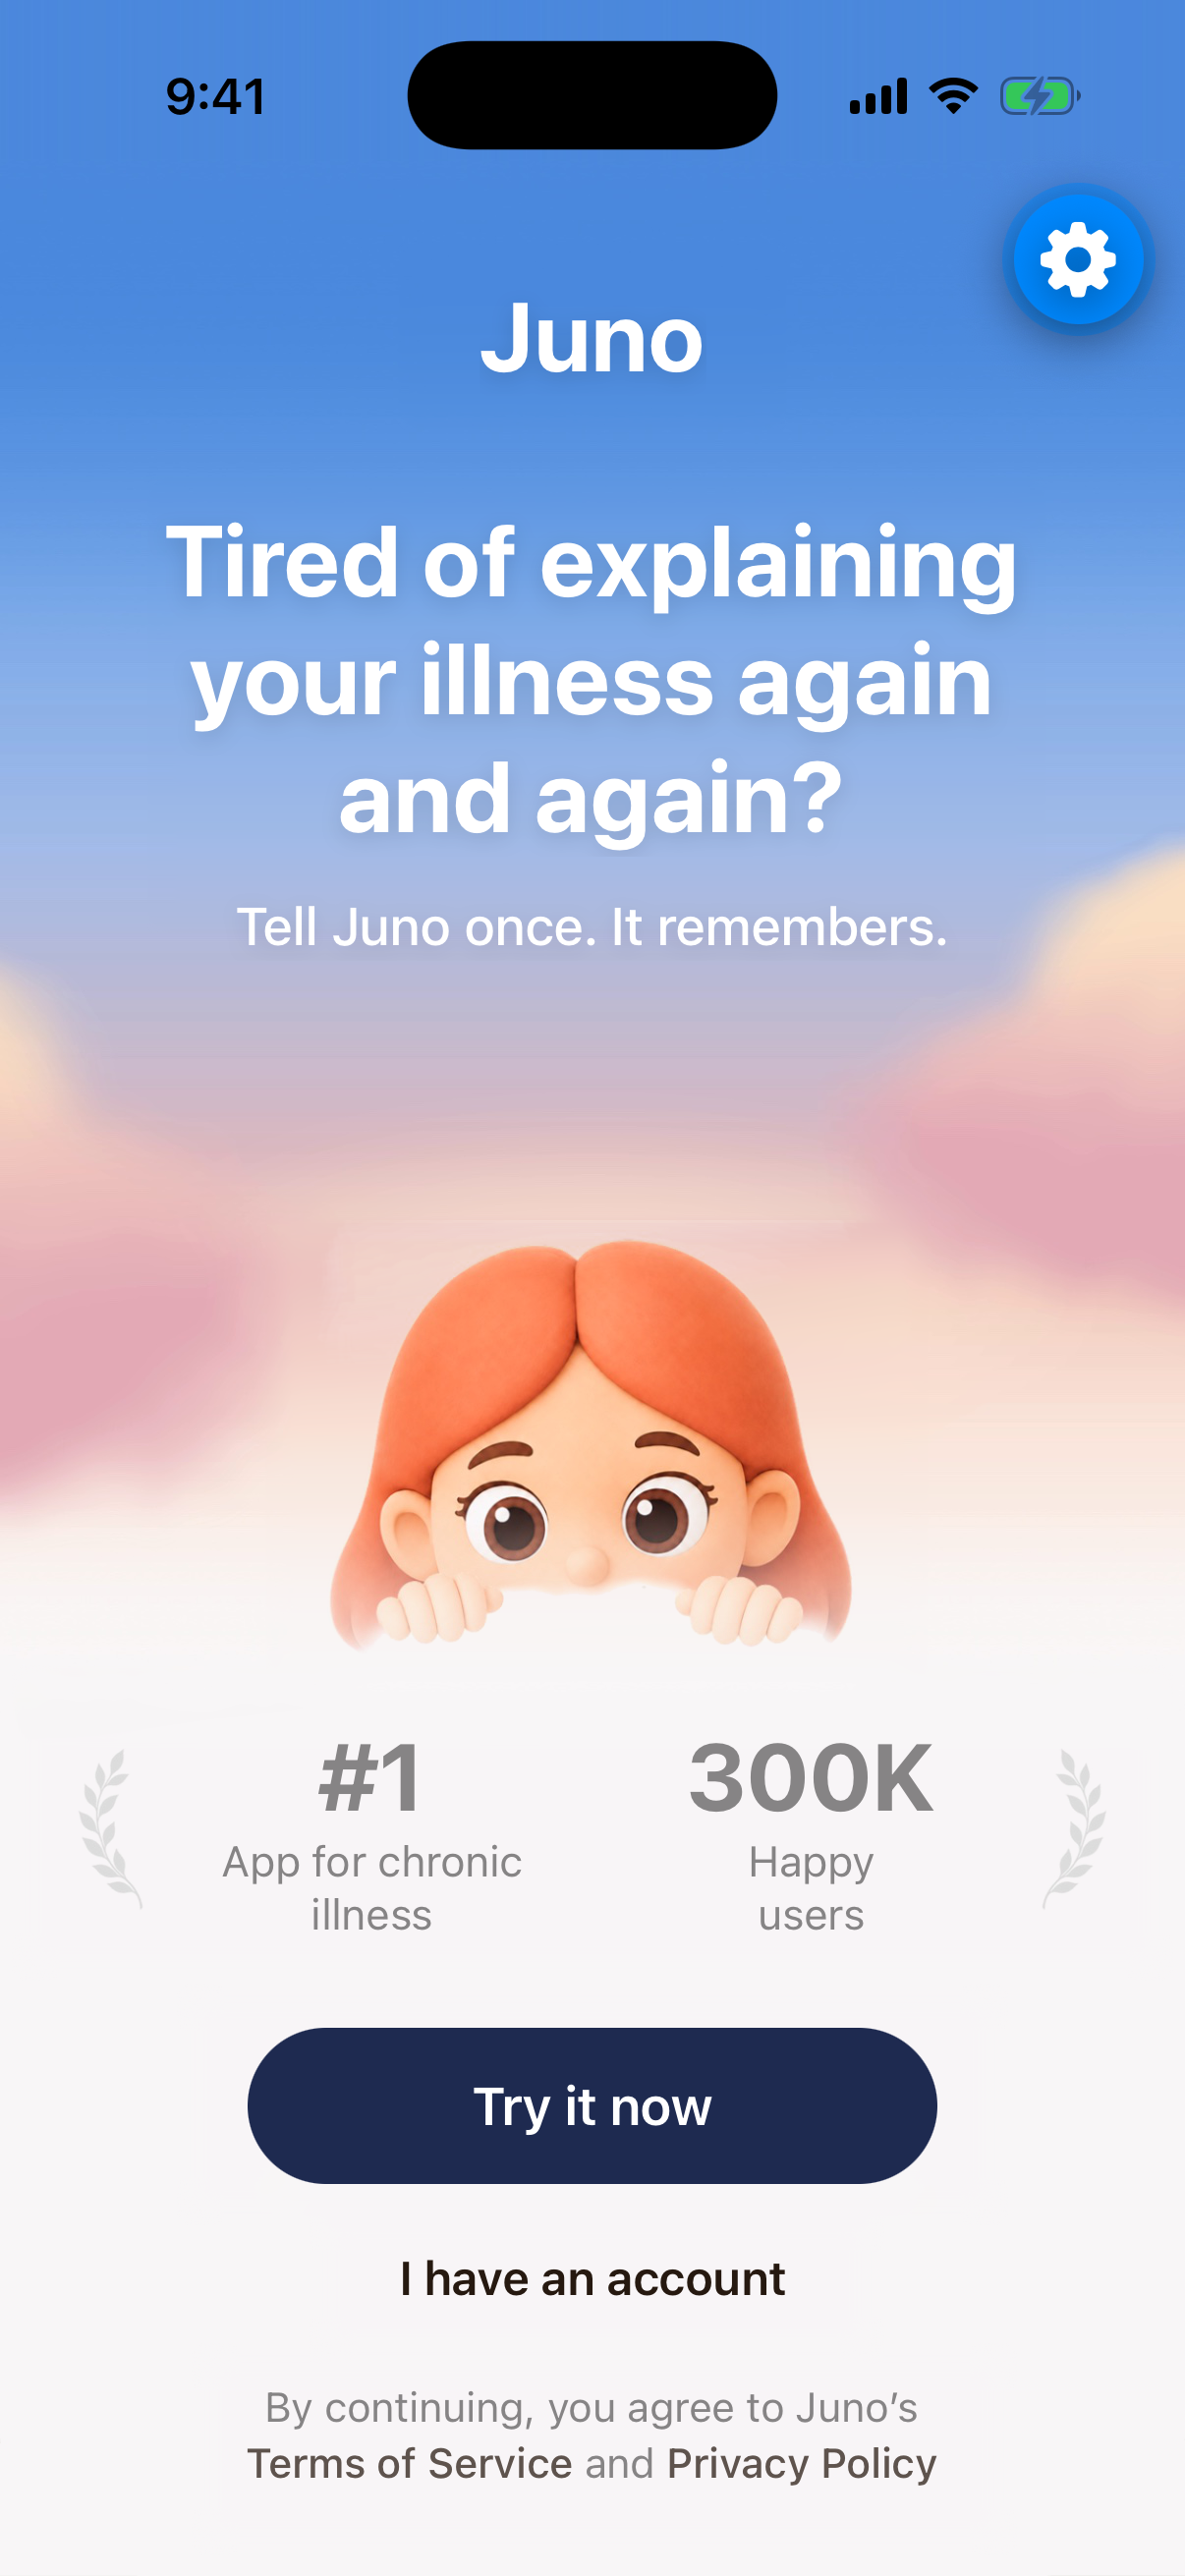 9:41
Juno
Tired of explaining
your illness again
and again?
Tell Juno once. It remembers.
#1
App for chronic
illness
300K
Happy
users
Try it now
I have an account
By continuing, you agree to Juno’s
Terms of Service and Privacy Policy